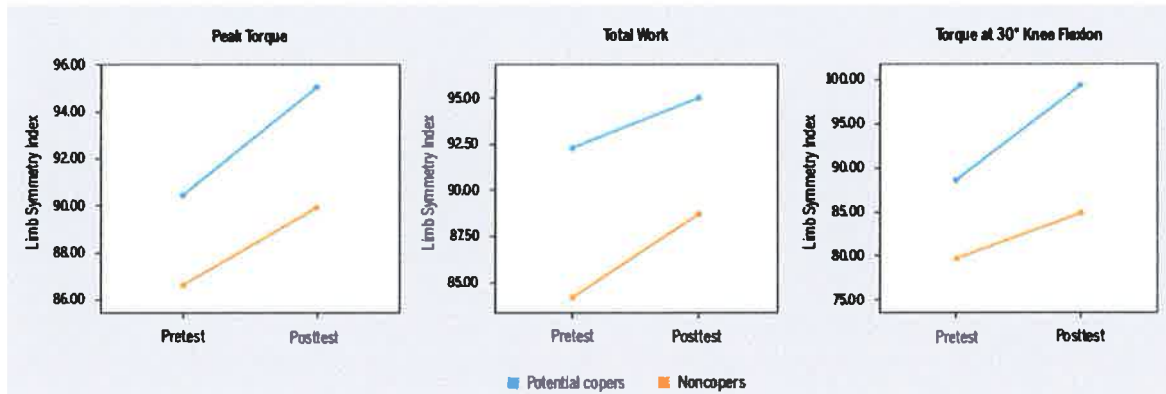 Peak Torque
96.00
94.00
92.00
90.00
88.00
86.00
Limb Symmetry Index
Pretest
Posttest
Total Work
95.00
92.50
90.00
87.50
85.00
Limb Symmetry Index
Pretest
Posttest
Torque at 30° Knee Flexion
100.00
95.00
90.00
85.00
80.00
75.00
Limb Symmetry Index
Pretest
Posttest
Potential copers
Noncopers